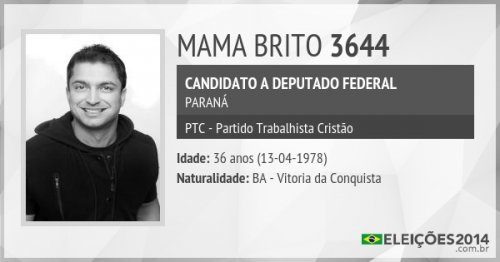 MAMA BRITO 3644
CANDIDATO A DEPUTADO FEDERAL
PARANÁ
PTC - Partido Trabalhista Cristão
Idade: 36 anos (13-04-1978)
Naturalidade: BA - Vitoria da Conquista
ELEIÇÕES2014
.com.br